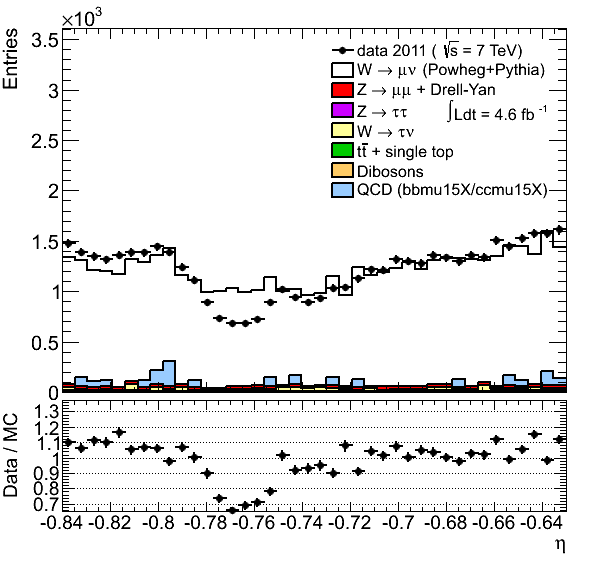 ×10³
Entries
3.5
3
2.5
2
1.5
1
0.5
0
data 2011 ( √s = 7 TeV)
W → μν (Powheg+Pythia)
Z → μμ + Drell-Yan
Z → ττ
∫Ldt = 4.6 fb⁻¹
W → τν
tt̅ + single top
Dibosons
QCD (bbmu15X/ccmu15X)
Data / MC
1.3
1.2
1.1
1
0.9
0.8
0.7
-0.84 -0.82 -0.8 -0.78 -0.76 -0.74 -0.72 -0.7 -0.68 -0.66 -0.64
η